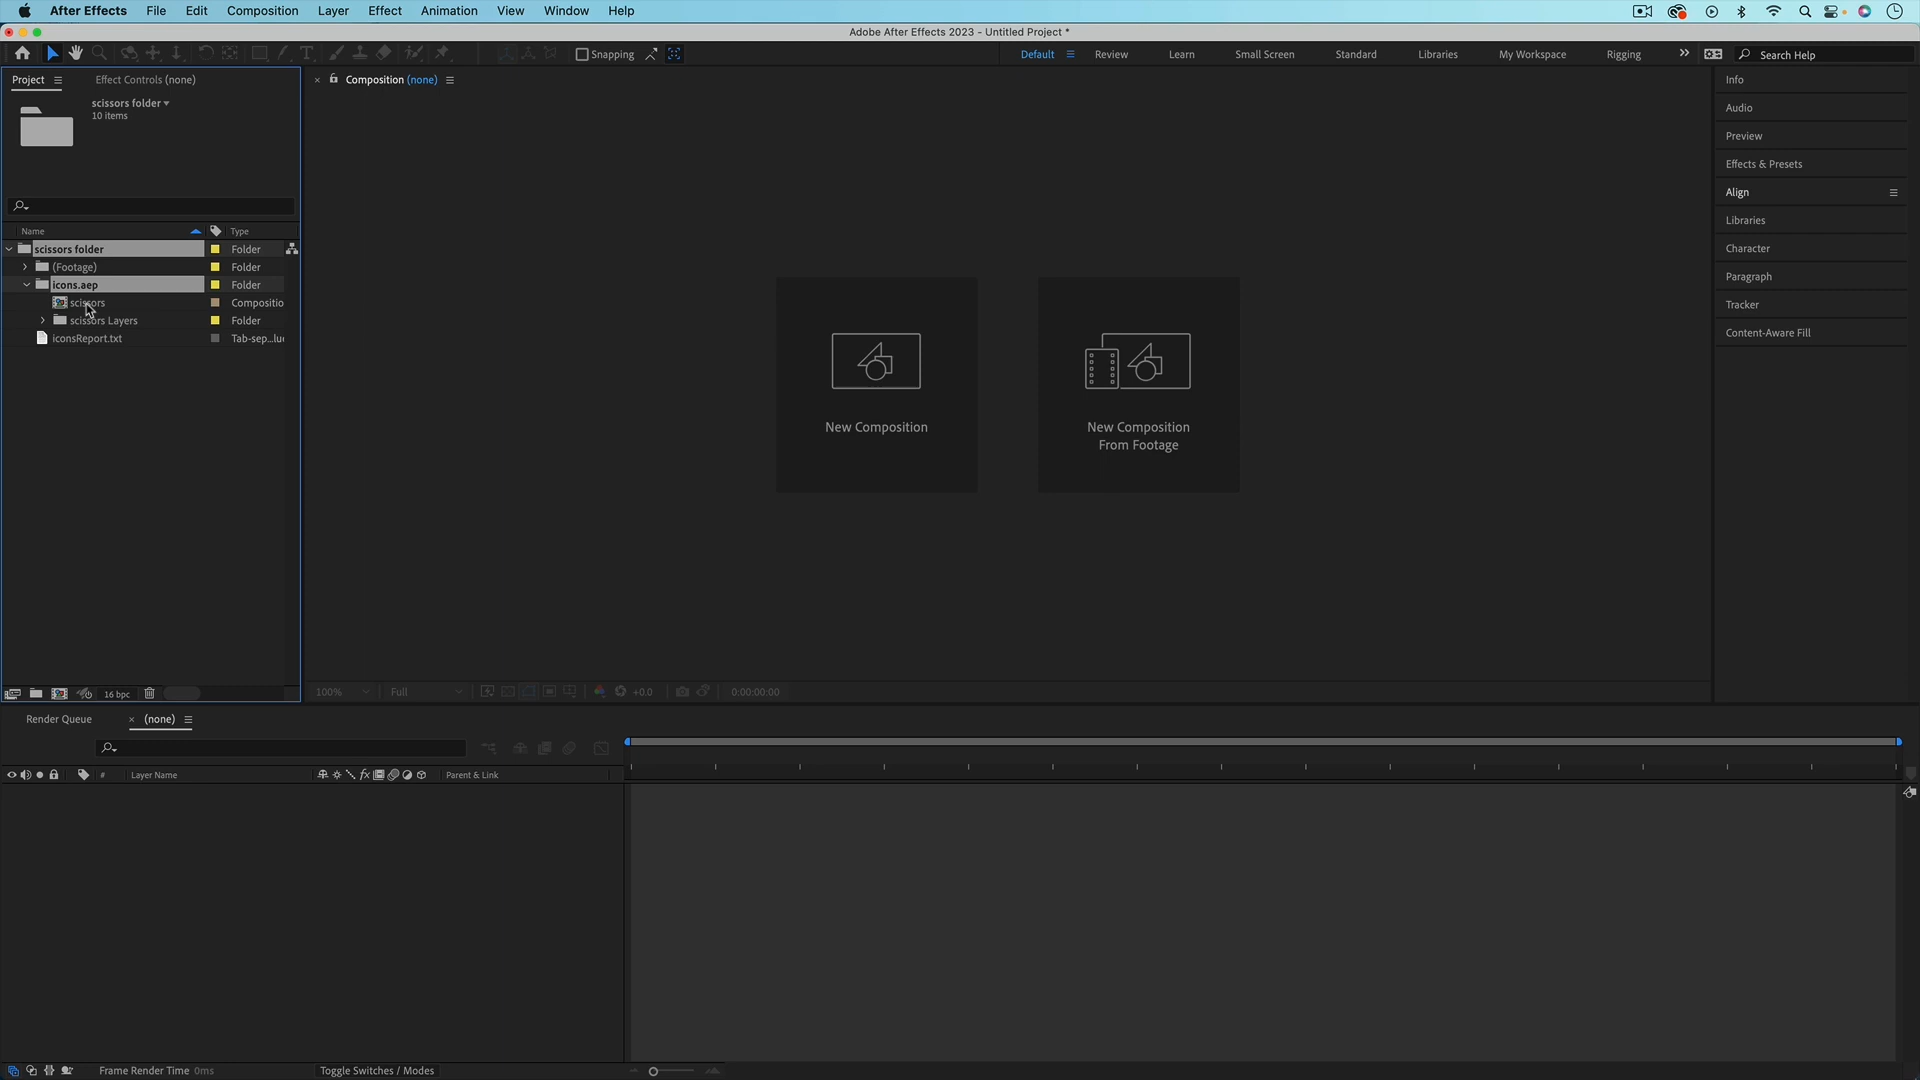 After Effects File Edit Composition Layer Effect Animation View Window Help
Adobe After Effects 2023 - Untitled Project *
Snapping Default Review Learn Small Screen Standard Libraries My Workspace Rigging Search Help
Project Effect Controls (none)
scissors folder
10 items
Name Type
scissors folder Folder
(Footage) Folder
icons.aep Folder
scissors Compositio
scissors Layers Folder
iconsReport.txt Tab-sep...lu
16 bpc
Composition (none)
New Composition
New Composition
From Footage
100% Full +0.0 0:00:00:00
Info
Audio
Preview
Effects & Presets
Align
Libraries
Character
Paragraph
Tracker
Content-Aware Fill
Render Queue (none)
# Layer Name fx Parent & Link
Frame Render Time 0ms Toggle Switches / Modes